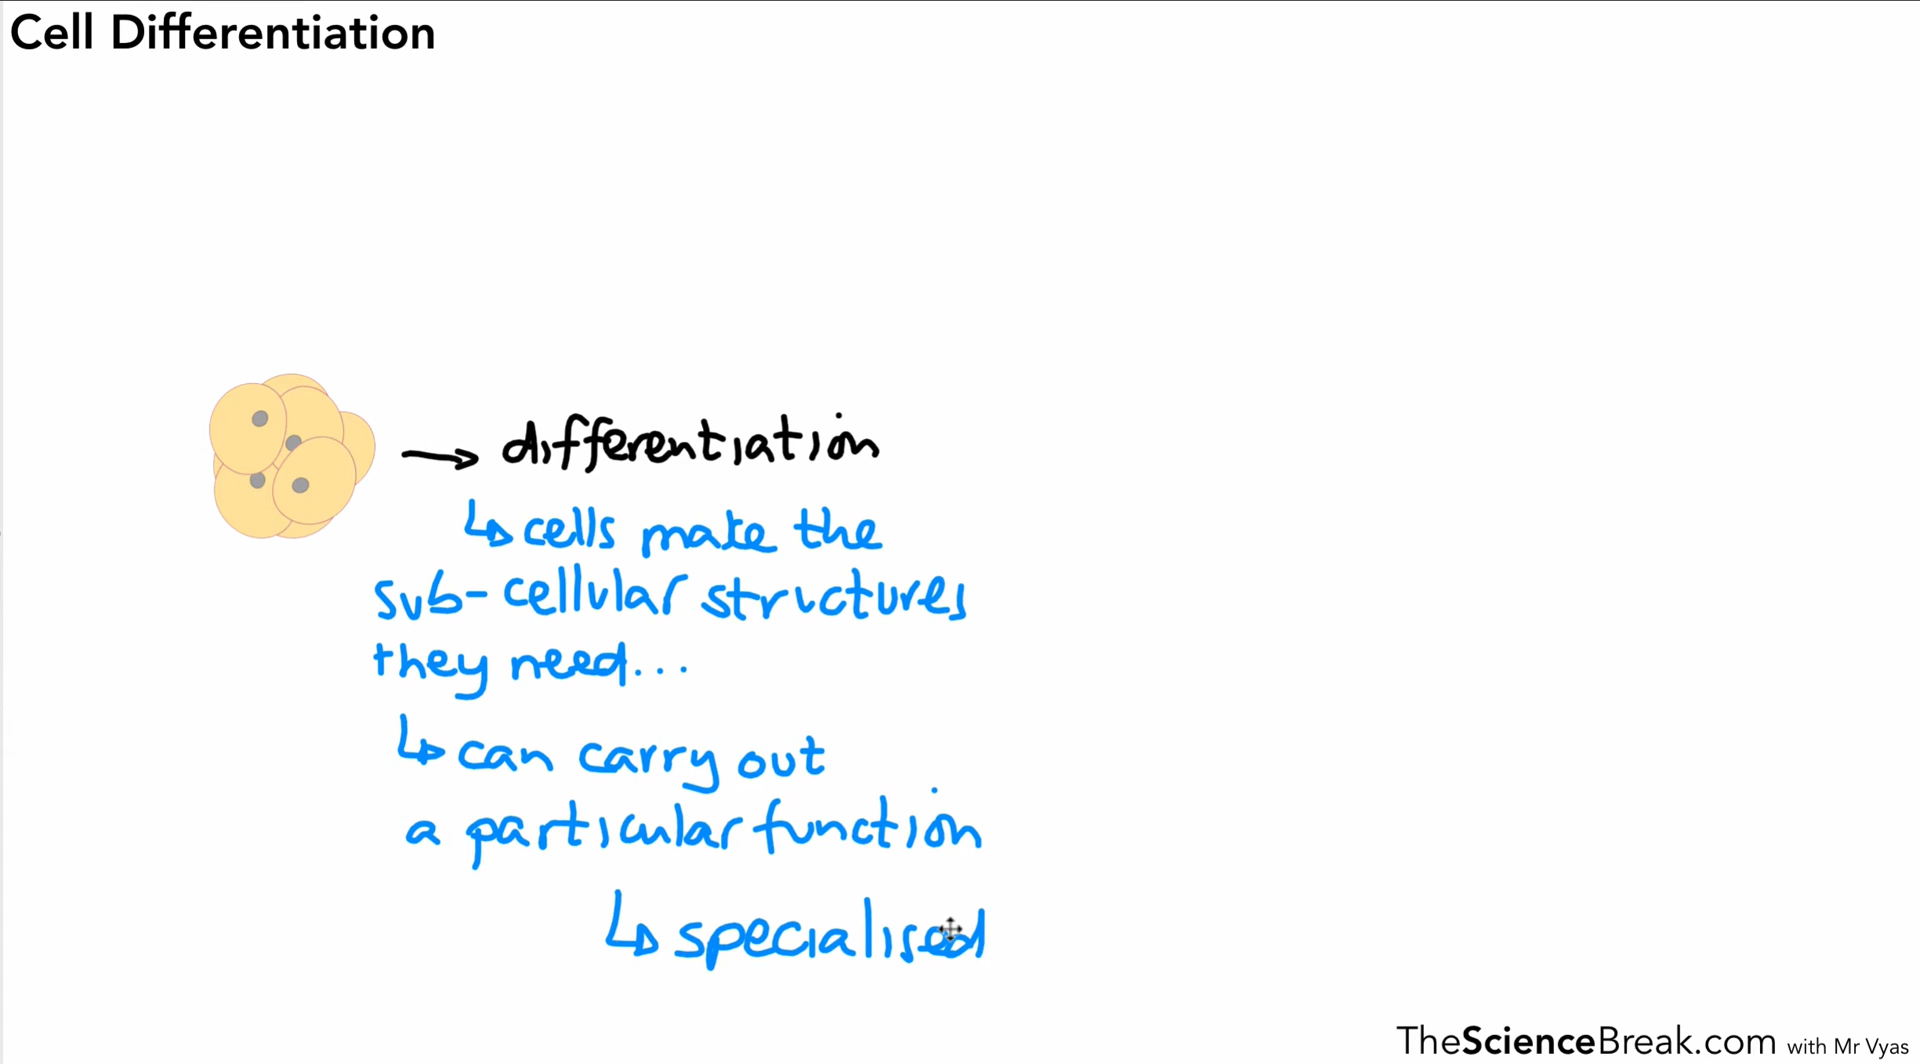 Cell Differentiation
→ differentiation
↳ cells make the
sub-cellular structures
they need...
↳ can carry out
a particular function
↳ specialised
TheScienceBreak.com with Mr Vyas